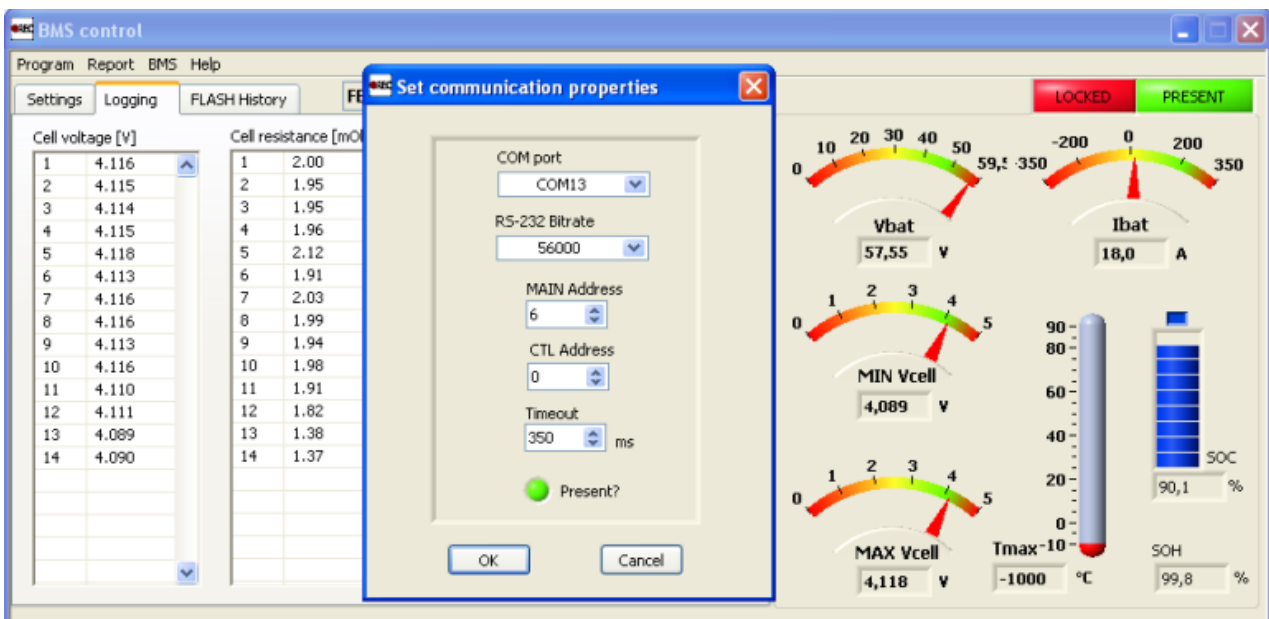 BMS control
Program Report BMS Help
Settings Logging FLASH History FE
LOCKED PRESENT
Cell voltage [V]
1 4.116
2 4.115
3 4.114
4 4.115
5 4.118
6 4.113
7 4.116
8 4.116
9 4.113
10 4.116
11 4.110
12 4.111
13 4.089
14 4.090
Cell resistance [mO
1 2.00
2 1.95
3 1.95
4 1.96
5 2.12
6 1.91
7 2.03
8 1.99
9 1.94
10 1.98
11 1.91
12 1.82
13 1.38
14 1.37
REC Set communication properties
COM port
COM13
RS-232 Bitrate
56000
MAIN Address
6
CTL Address
0
Timeout
350 ms
Present?
OK Cancel
0 10 20 30 40 50 59,5
Vbat
57,55 V
-350 -200 0 200 350
Ibat
18,0 A
0 1 2 3 4 5
MIN Vcell
4,089 V
0 1 2 3 4 5
MAX Vcell
4,118 V
90
80
60
40
20
0
-10
Tmax
-1000 °C
SOC
90,1 %
SOH
99,8 %